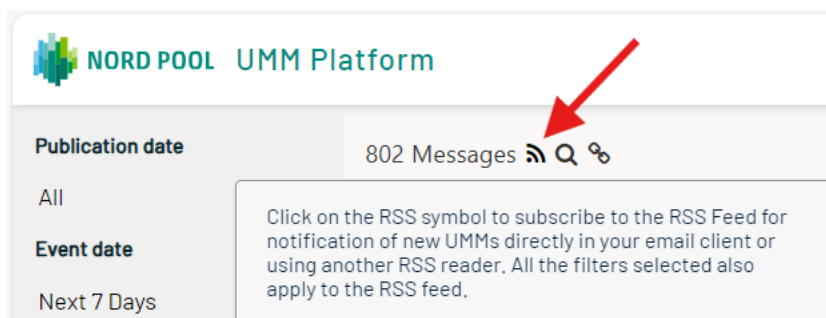 NORD POOL UMM Platform
Publication date
802 Messages
All
Click on the RSS symbol to subscribe to the RSS Feed for
notification of new UMMs directly in your email client or
using another RSS reader. All the filters selected also
apply to the RSS feed.
Event date
Next 7 Days